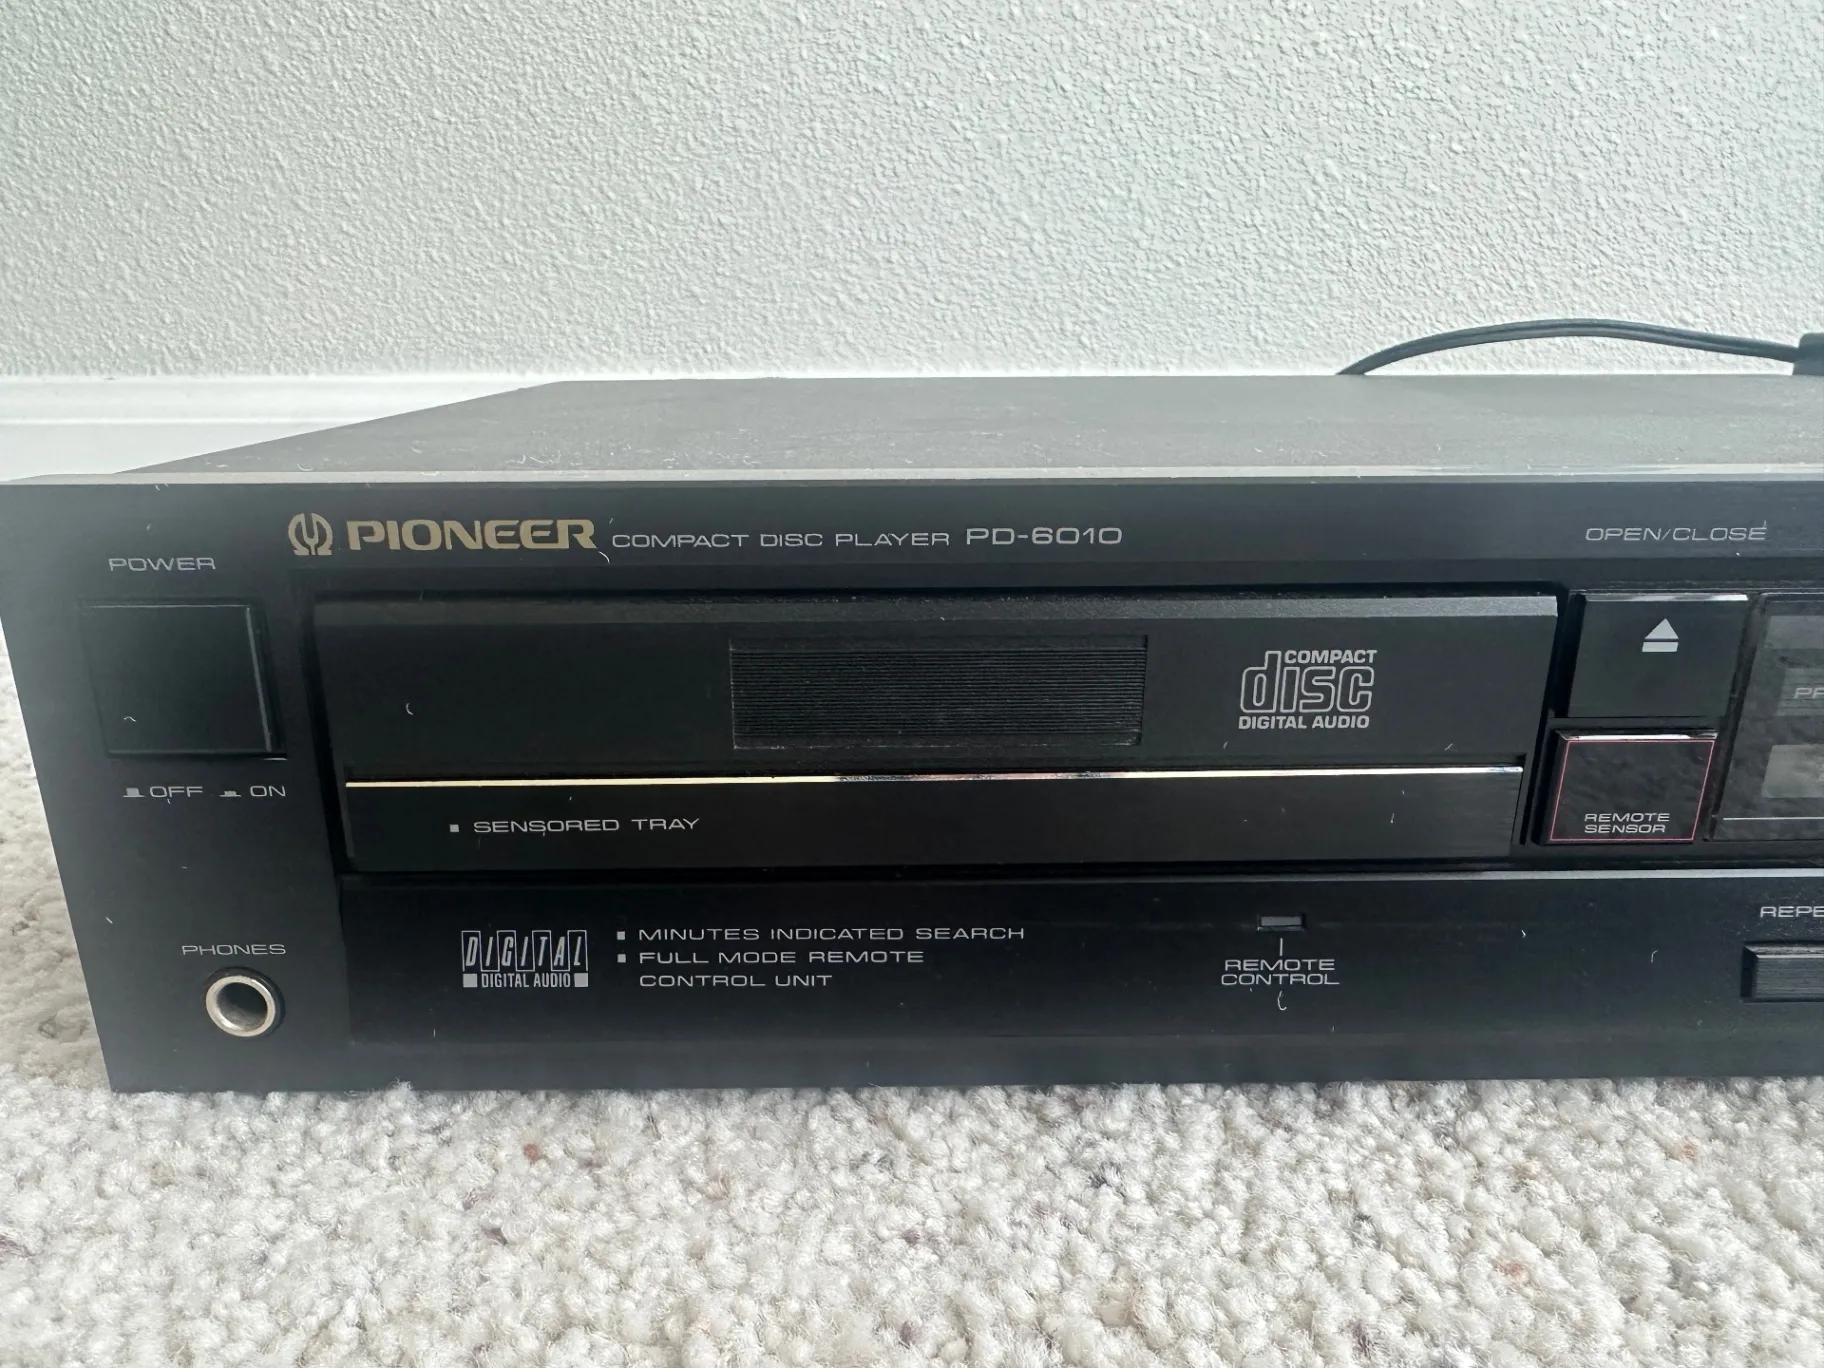 PIONEER COMPACT DISC PLAYER PD-6010
OPEN/CLOSE
POWER
COMPACT
disc
DIGITAL AUDIO
OFF ON
SENSORED TRAY
REMOTE
SENSOR
PHONES
DIGITAL
DIGITAL AUDIO
MINUTES INDICATED SEARCH
FULL MODE REMOTE
CONTROL UNIT
REMOTE
CONTROL